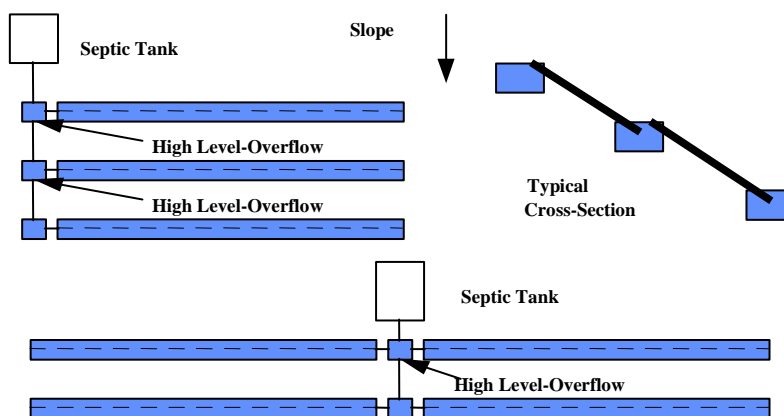 Septic Tank
Slope
High Level-Overflow
High Level-Overflow
Typical
Cross-Section
Septic Tank
High Level-Overflow